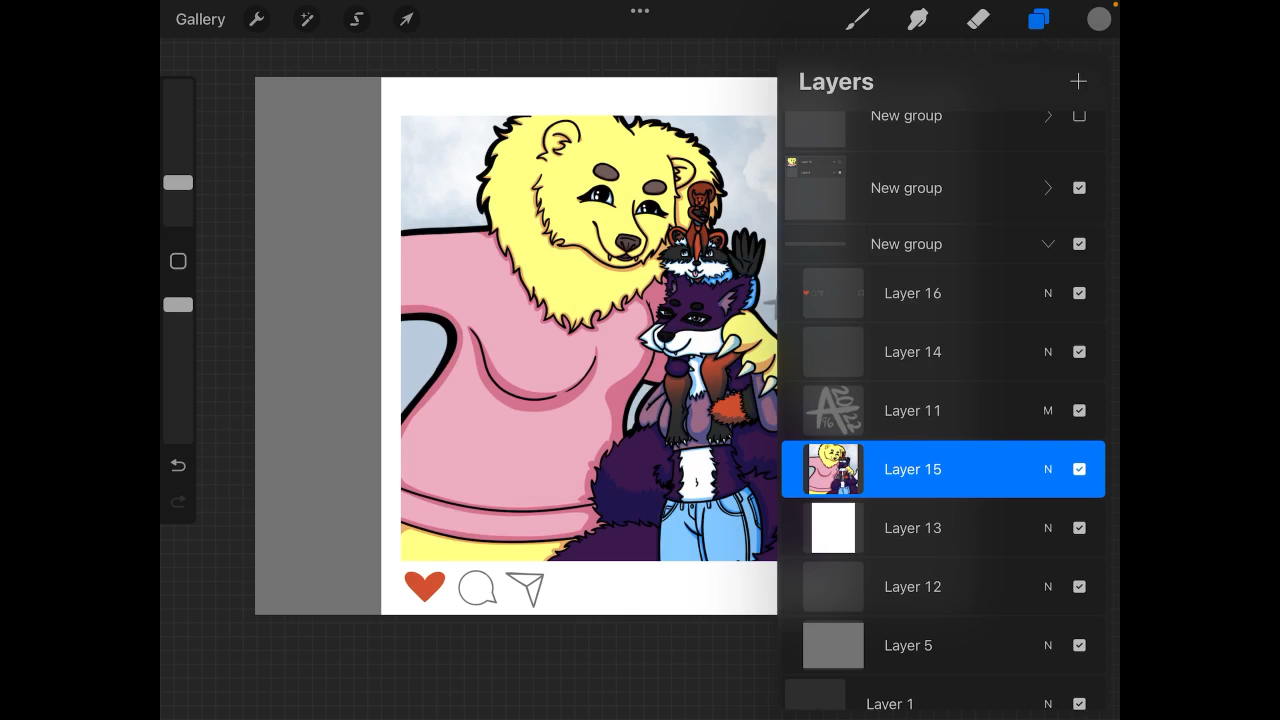 Gallery
Layers
New group
New group
New group
Layer 16 N
Layer 14 N
Layer 11 M
Layer 15 N
Layer 13 N
Layer 12 N
Layer 5 N
Layer 1 N